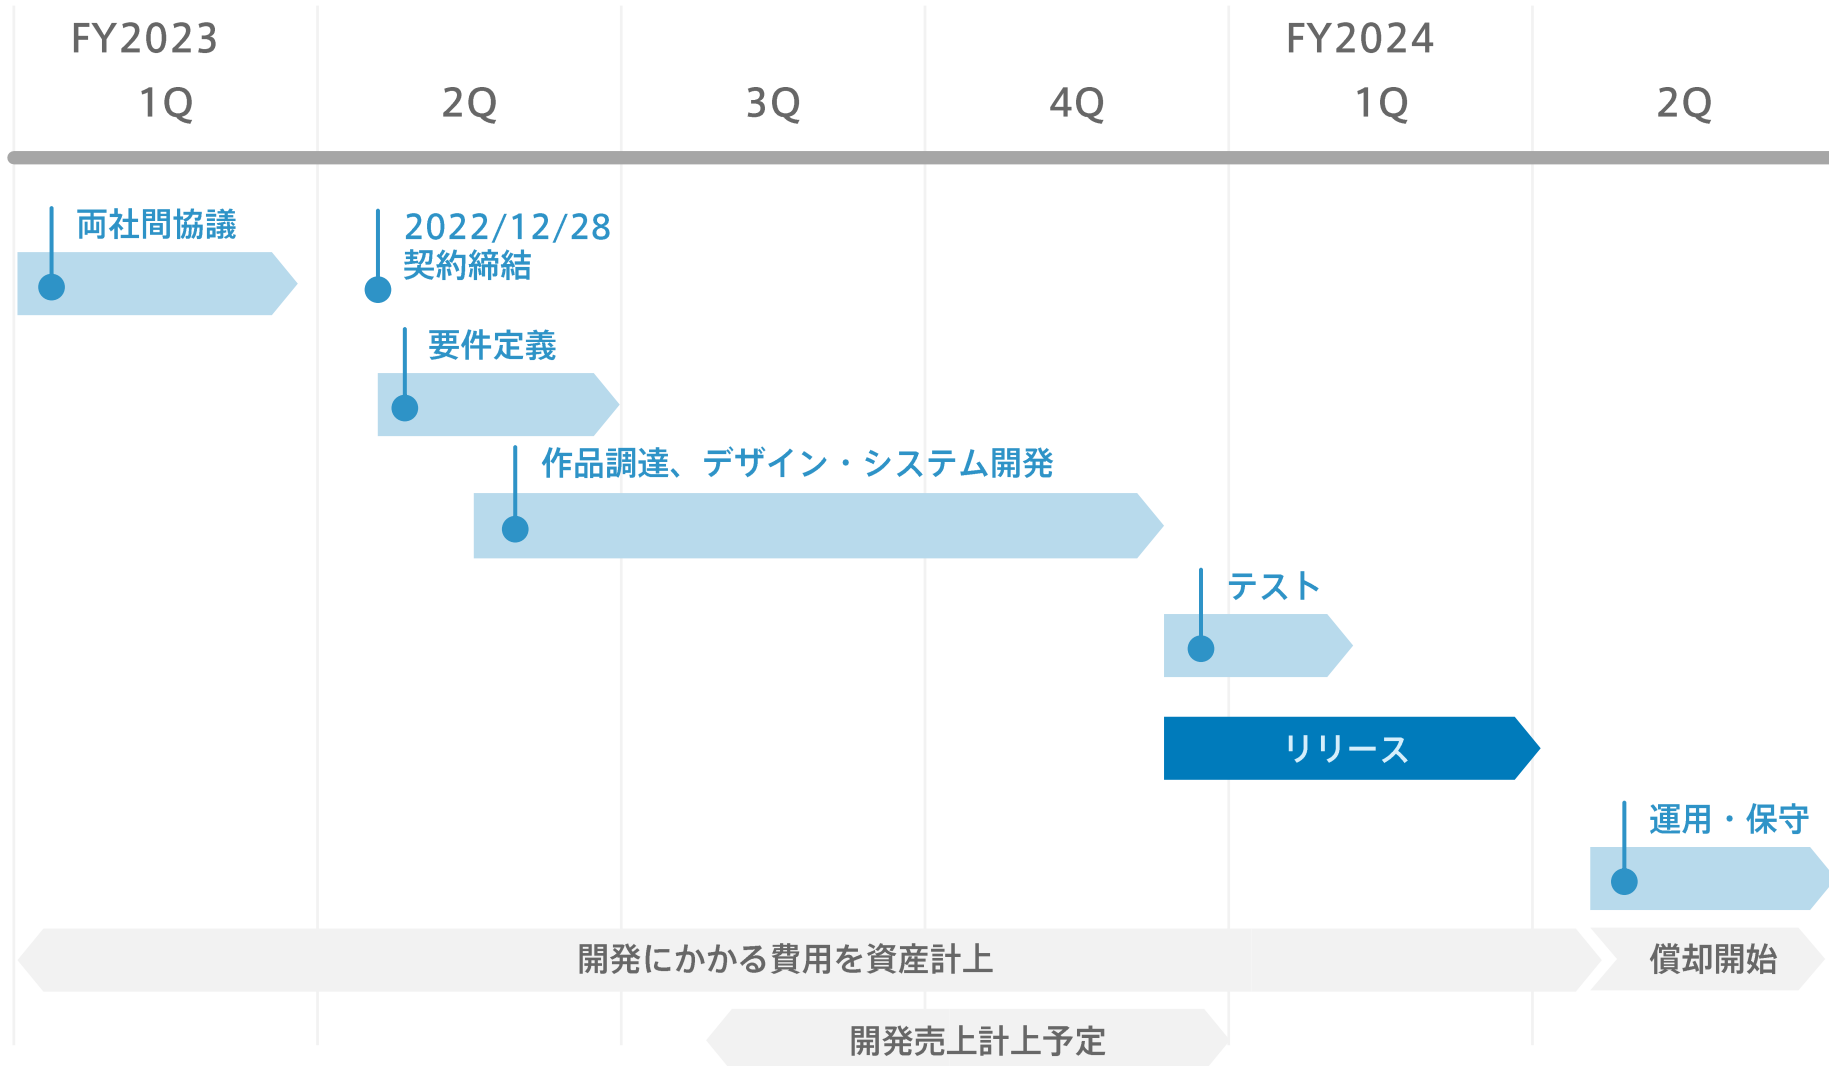 FY2023
FY2024
1Q
2Q
3Q
4Q
1Q
2Q
両社間協議
2022/12/28
契約締結
要件定義
作品調達、デザイン・システム開発
テスト
リリース
運用・保守
開発にかかる費用を資産計上
償却開始
開発売上計上予定